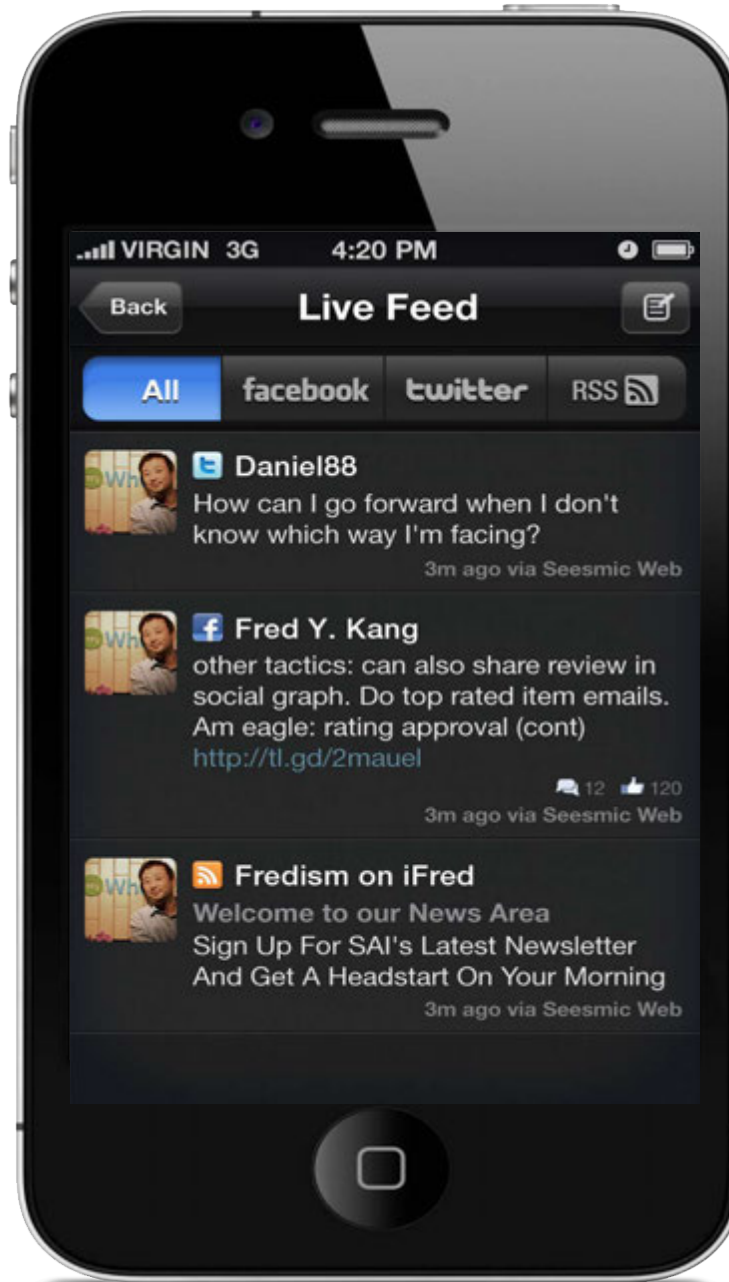 VIRGIN 3G 4:20 PM
Back Live Feed
All facebook twitter RSS
Daniel88
How can I go forward when I don't
know which way I'm facing?
3m ago via Seesmic Web
Fred Y. Kang
other tactics: can also share review in
social graph. Do top rated item emails.
Am eagle: rating approval (cont)
http://tl.gd/2mauel
12 120
3m ago via Seesmic Web
Fredism on iFred
Welcome to our News Area
Sign Up For SAI's Latest Newsletter
And Get A Headstart On Your Morning
3m ago via Seesmic Web